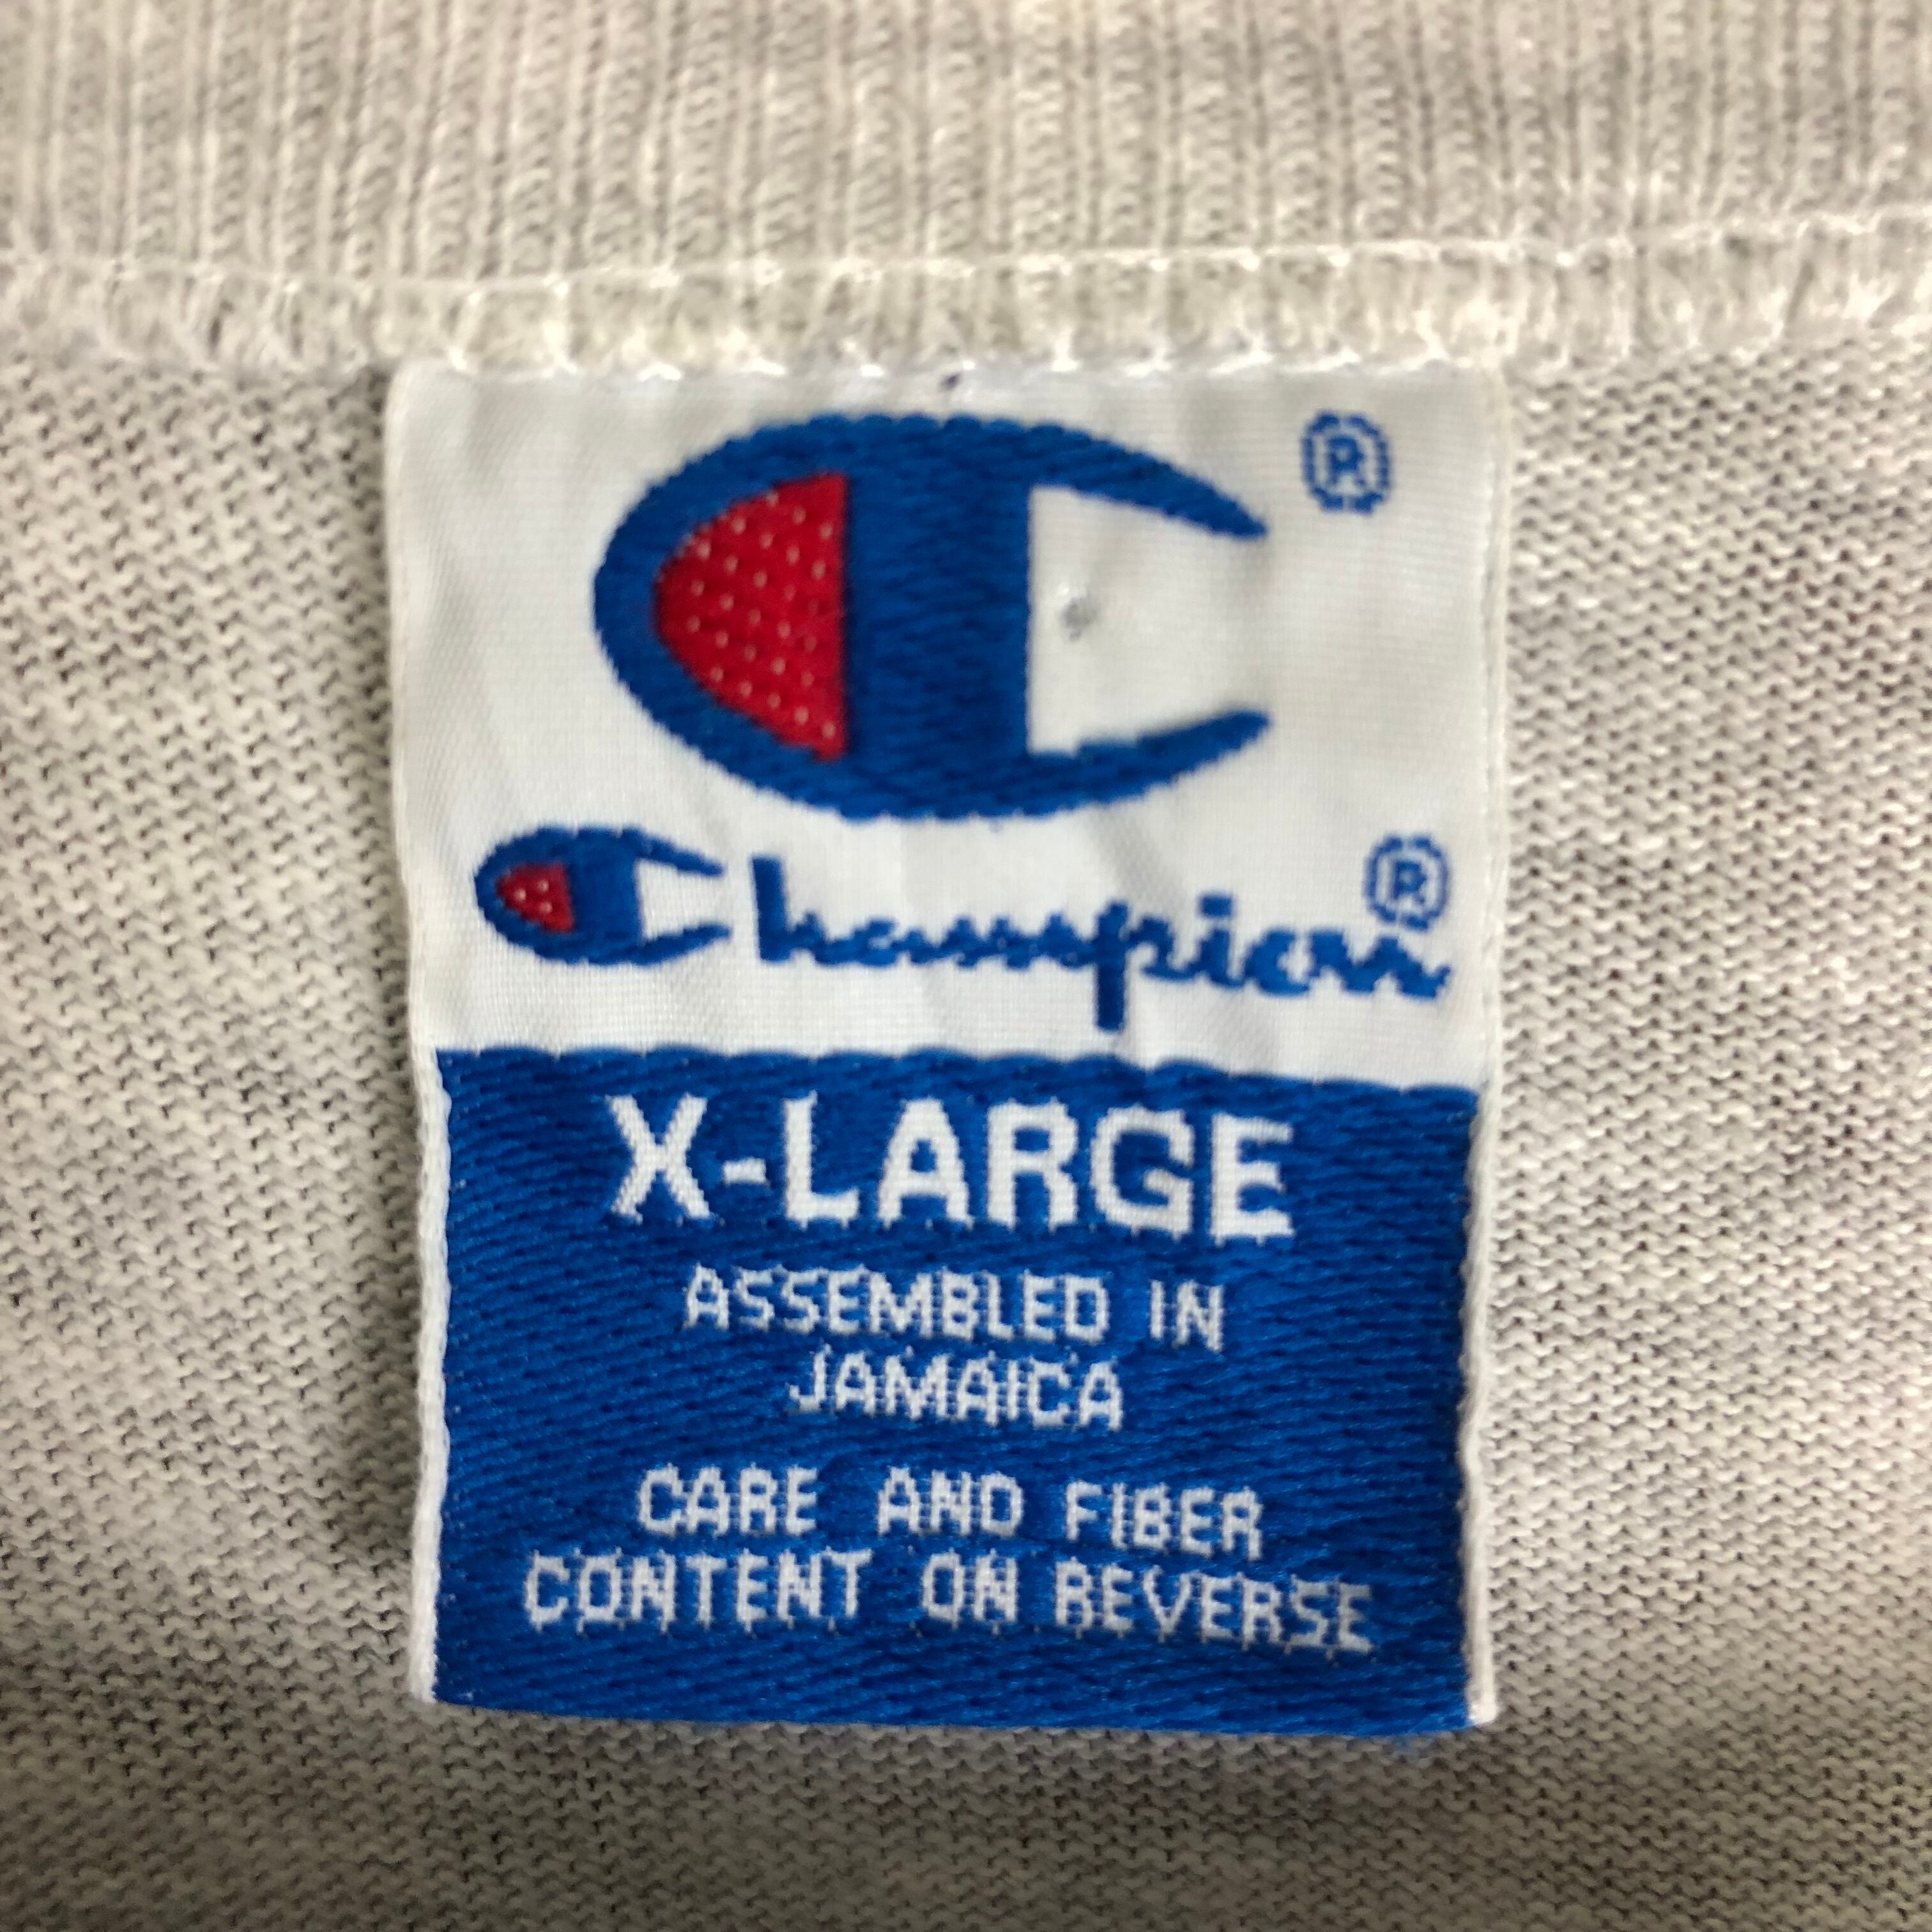 ®
Champion®
X-LARGE
ASSEMBLED IN
JAMAICA
CARE AND FIBER
CONTENT ON REVERSE